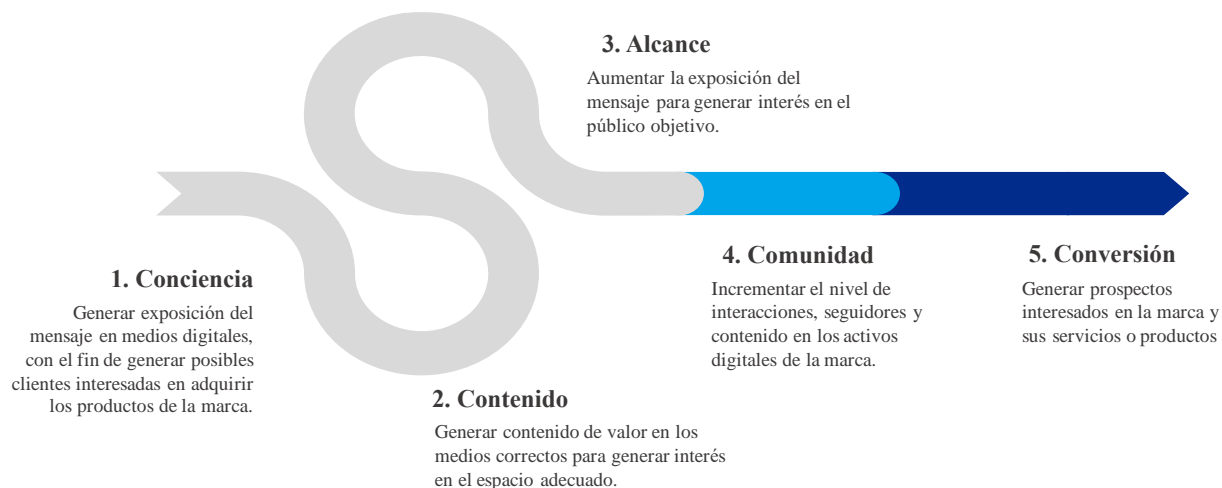 1. Conciencia
Generar exposición del
mensaje en medios digitales,
con el fin de generar posibles
clientes interesadas en adquirir
los productos de la marca.
2. Contenido
Generar contenido de valor en los
medios correctos para generar interés
en el espacio adecuado.
3. Alcance
Aumentar la exposición del
mensaje para generar interés en el
público objetivo.
4. Comunidad
Incrementar el nivel de
interacciones, seguidores y
contenido en los activos
digitales de la marca.
5. Conversión
Generar prospectos
interesados en la marca y
sus servicios o productos